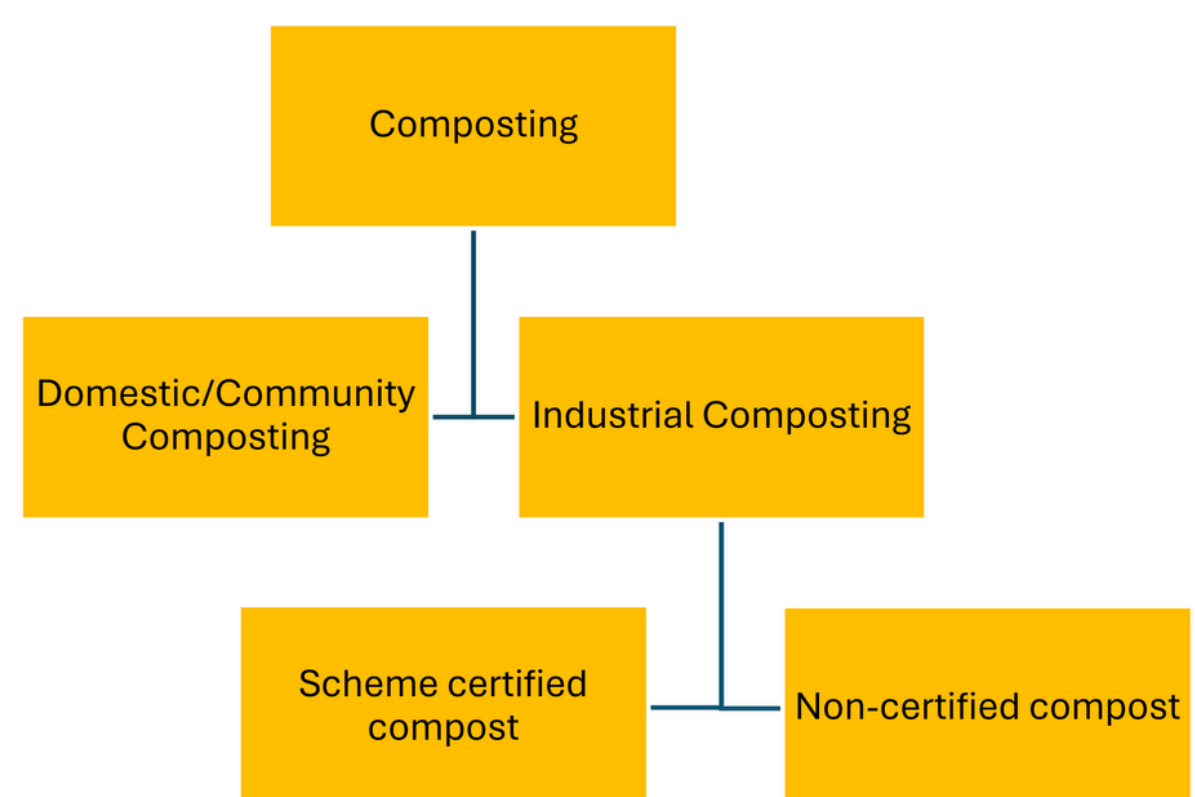 Composting
Domestic/Community
Composting
Industrial Composting
Scheme certified
compost
Non-certified compost